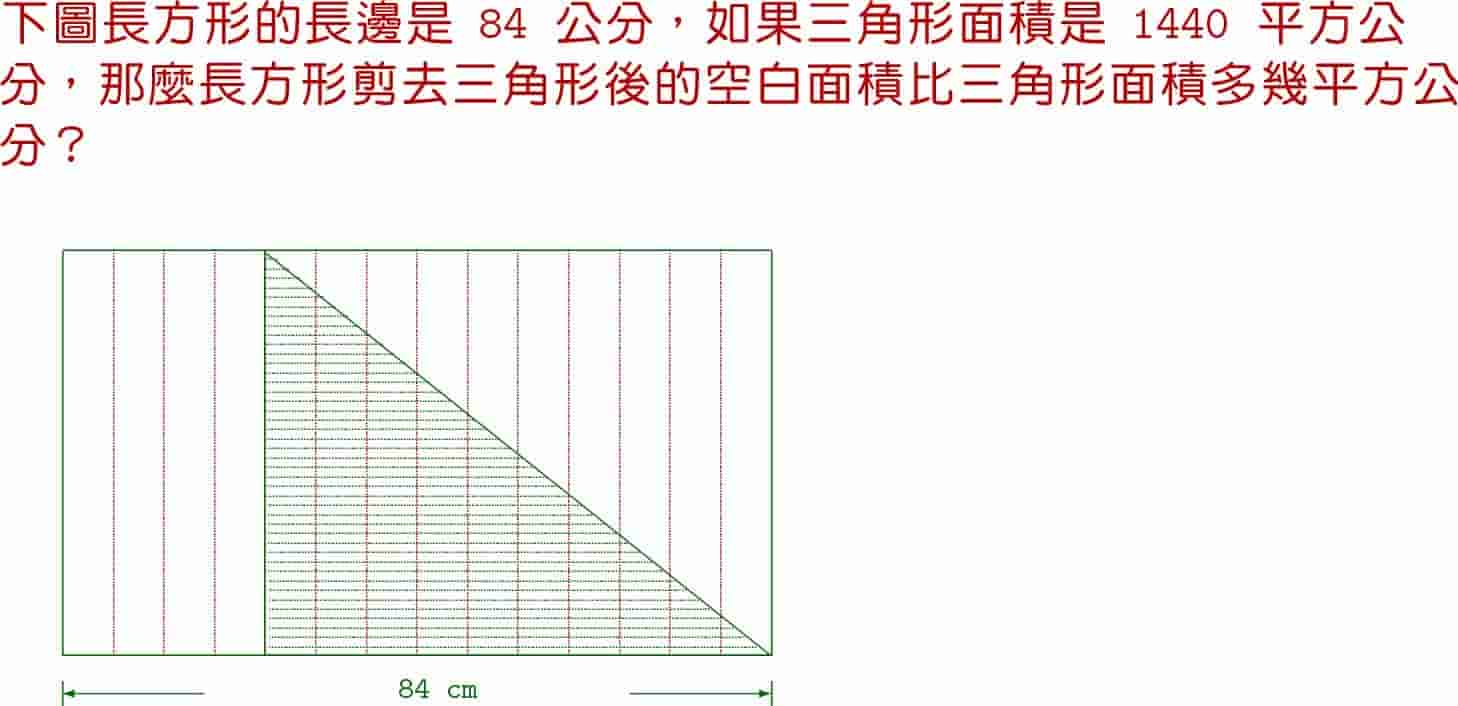 下圖長方形的長邊是 84 公分，如果三角形面積是 1440 平方公
分，那麼長方形剪去三角形後的空白面積比三角形面積多幾平方公
分？
84 cm